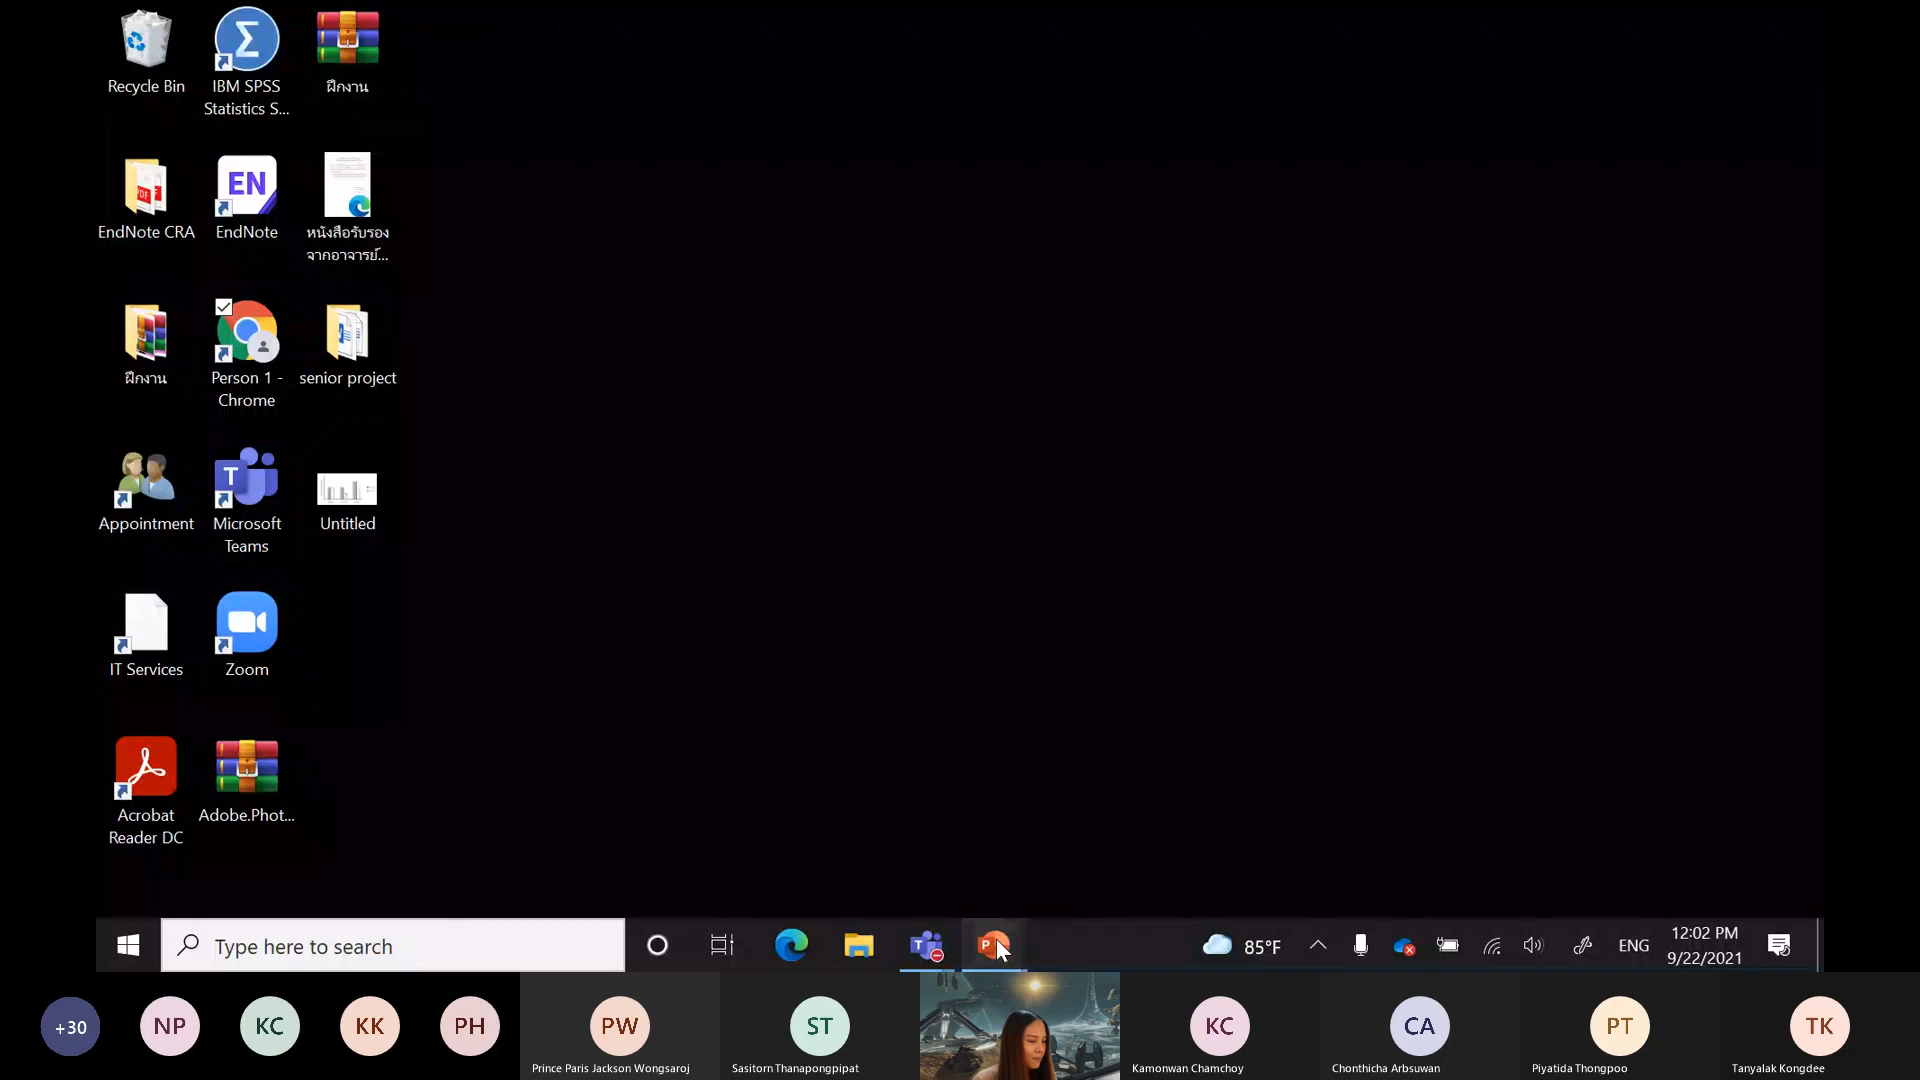 Recycle Bin
IBM SPSS
Statistics S...
ฝึกงาน
EndNote CRA
EN
EndNote
หนังสือรับรอง
จากอาจารย์...
ฝึกงาน
Person 1 -
Chrome
senior project
Appointment
Microsoft
Teams
Untitled
IT Services
Zoom
Acrobat
Reader DC
Adobe.Phot...
Type here to search
85°F
ENG
12:02 PM
9/22/2021
+30
NP
KC
KK
PH
PW
Prince Paris Jackson Wongsaroj
ST
Sasitorn Thanapongpipat
KC
Kamonwan Chamchoy
CA
Chonthicha Arbsuwan
PT
Piyatida Thongpoo
TK
Tanyalak Kongdee